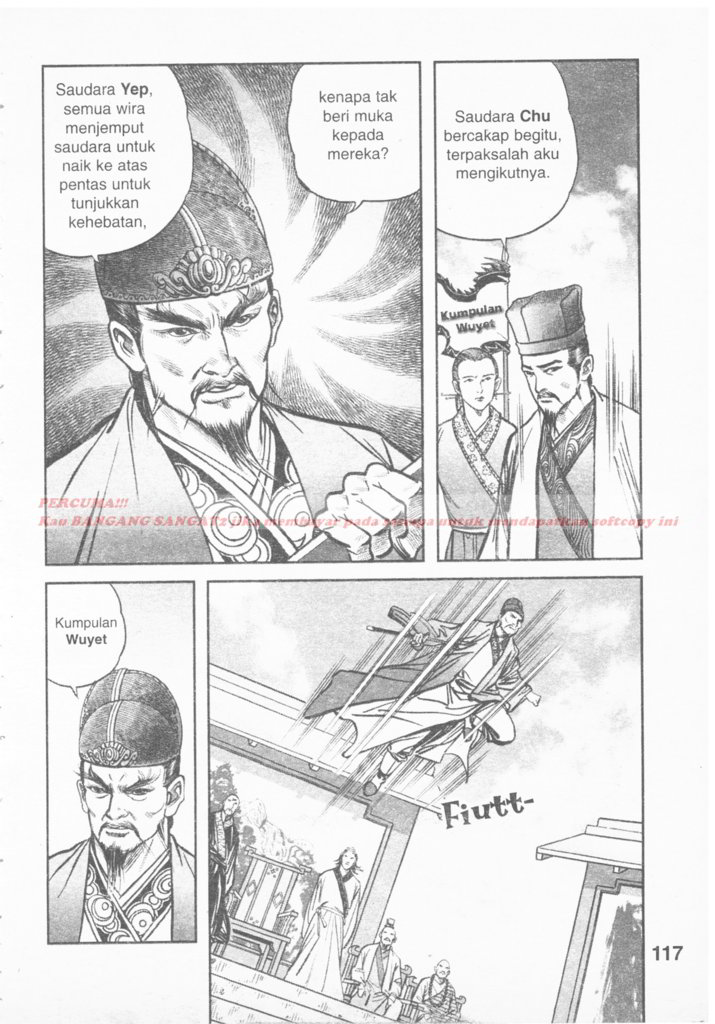 Saudara Yep,
semua wira
menjemput
saudara untuk
naik ke atas
pentas untuk
tunjukkan
kehebatan,
kenapa tak
beri muka
kepada
mereka?
Saudara Chu
bercakap begitu,
terpaksalah aku
mengikutnya.
Kumpulan
Wuyet
PERCUMA!!!
Kau BANGANG SANGAT2 jika membayar pada sesiapa untuk mendapatkan softcopy ini
Kumpulan
Wuyet
Fiutt-
117